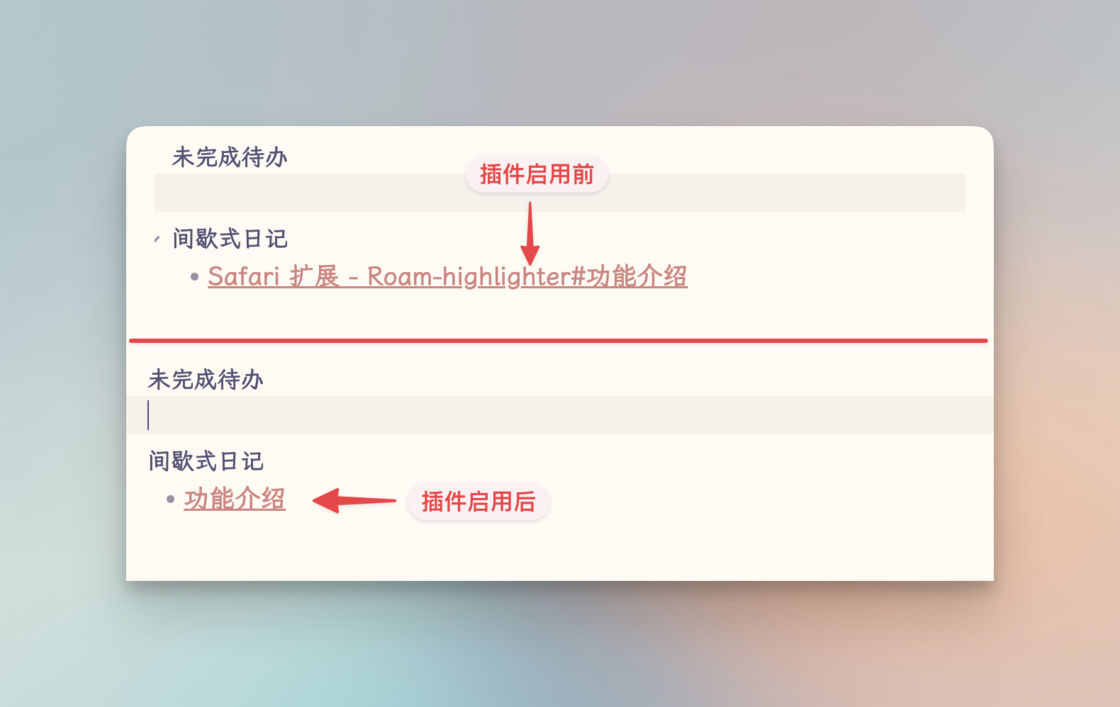 未完成待办
插件启用前
间歇式日记
Safari 扩展 - Roam-highlighter#功能介绍
未完成待办
间歇式日记
功能介绍
插件启用后